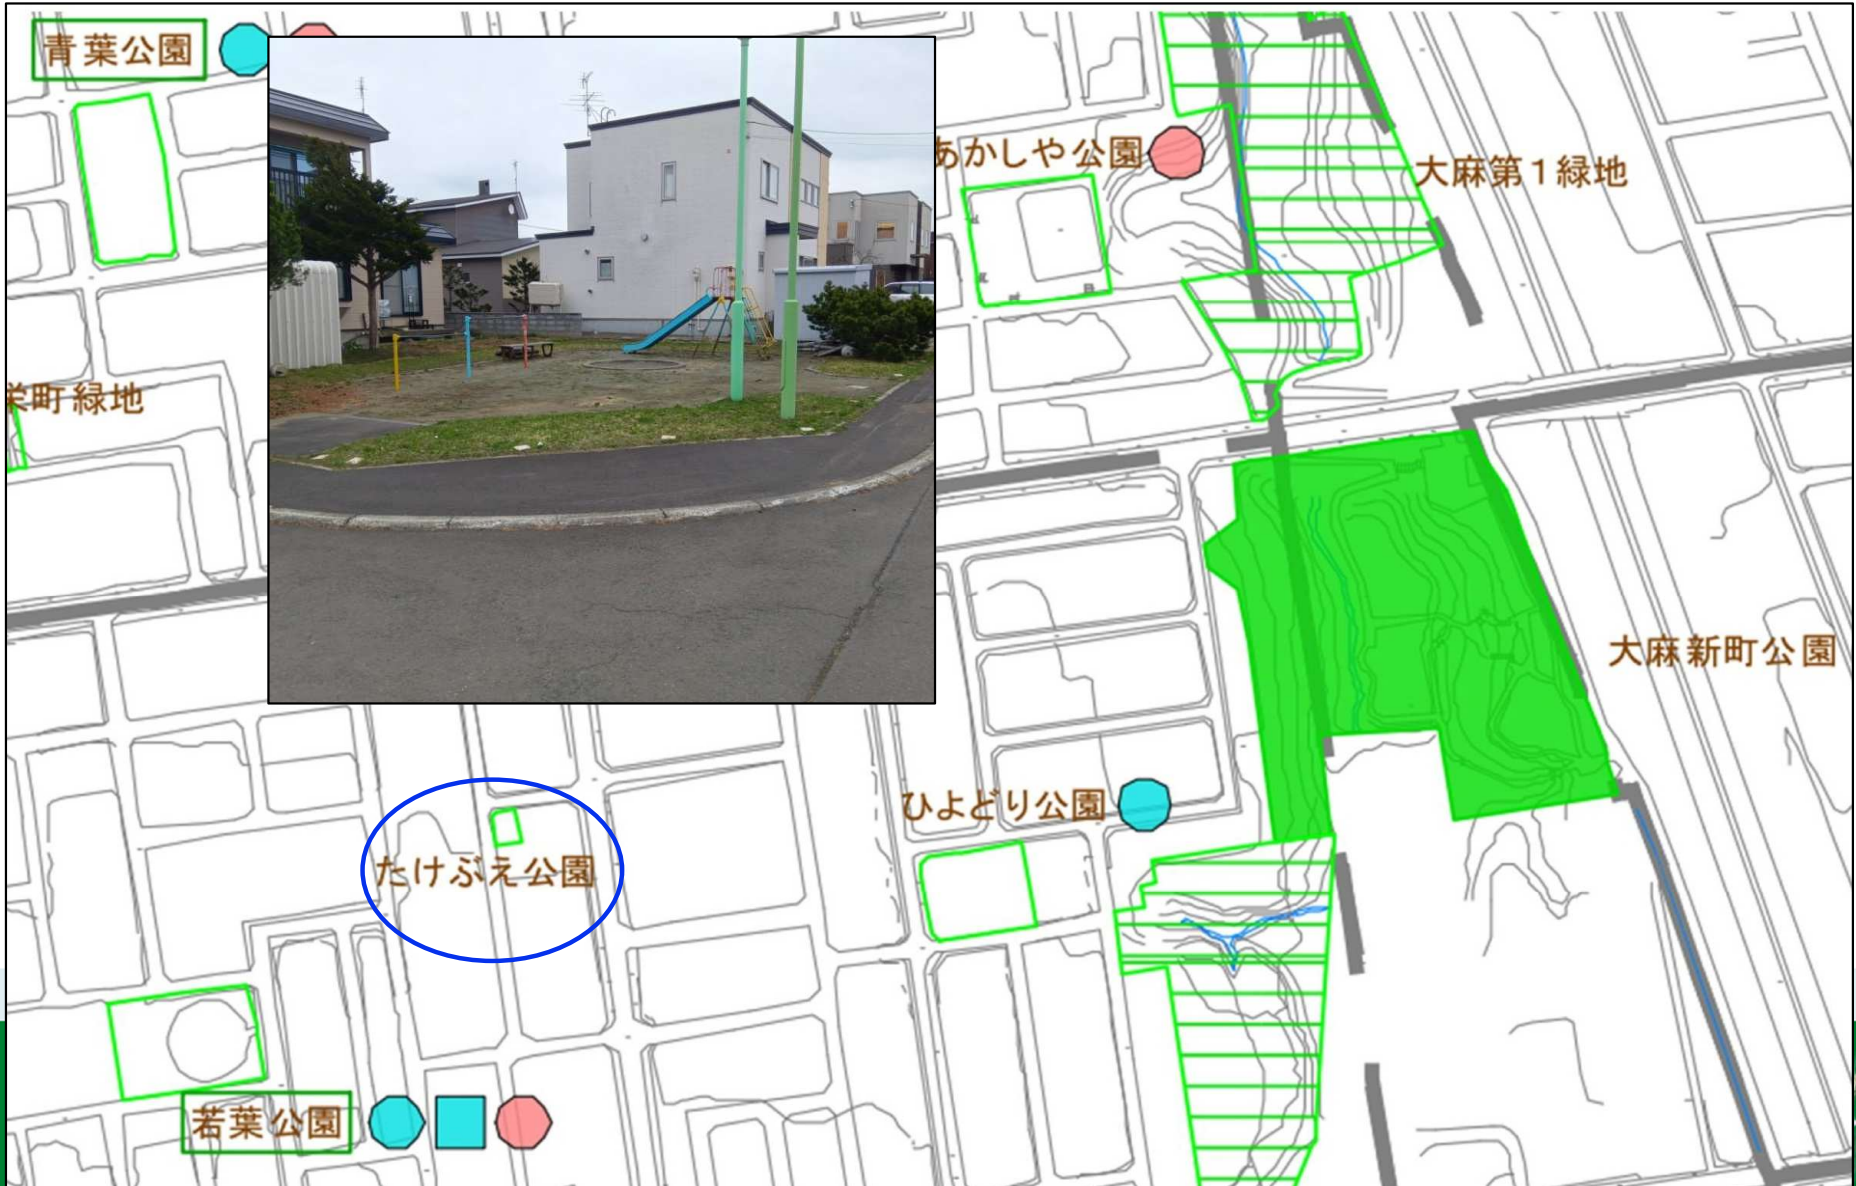 青葉公園
あかしや公園
大麻第1緑地
栄町緑地
大麻新町公園
ひよどり公園
たけぶえ公園
若葉公園